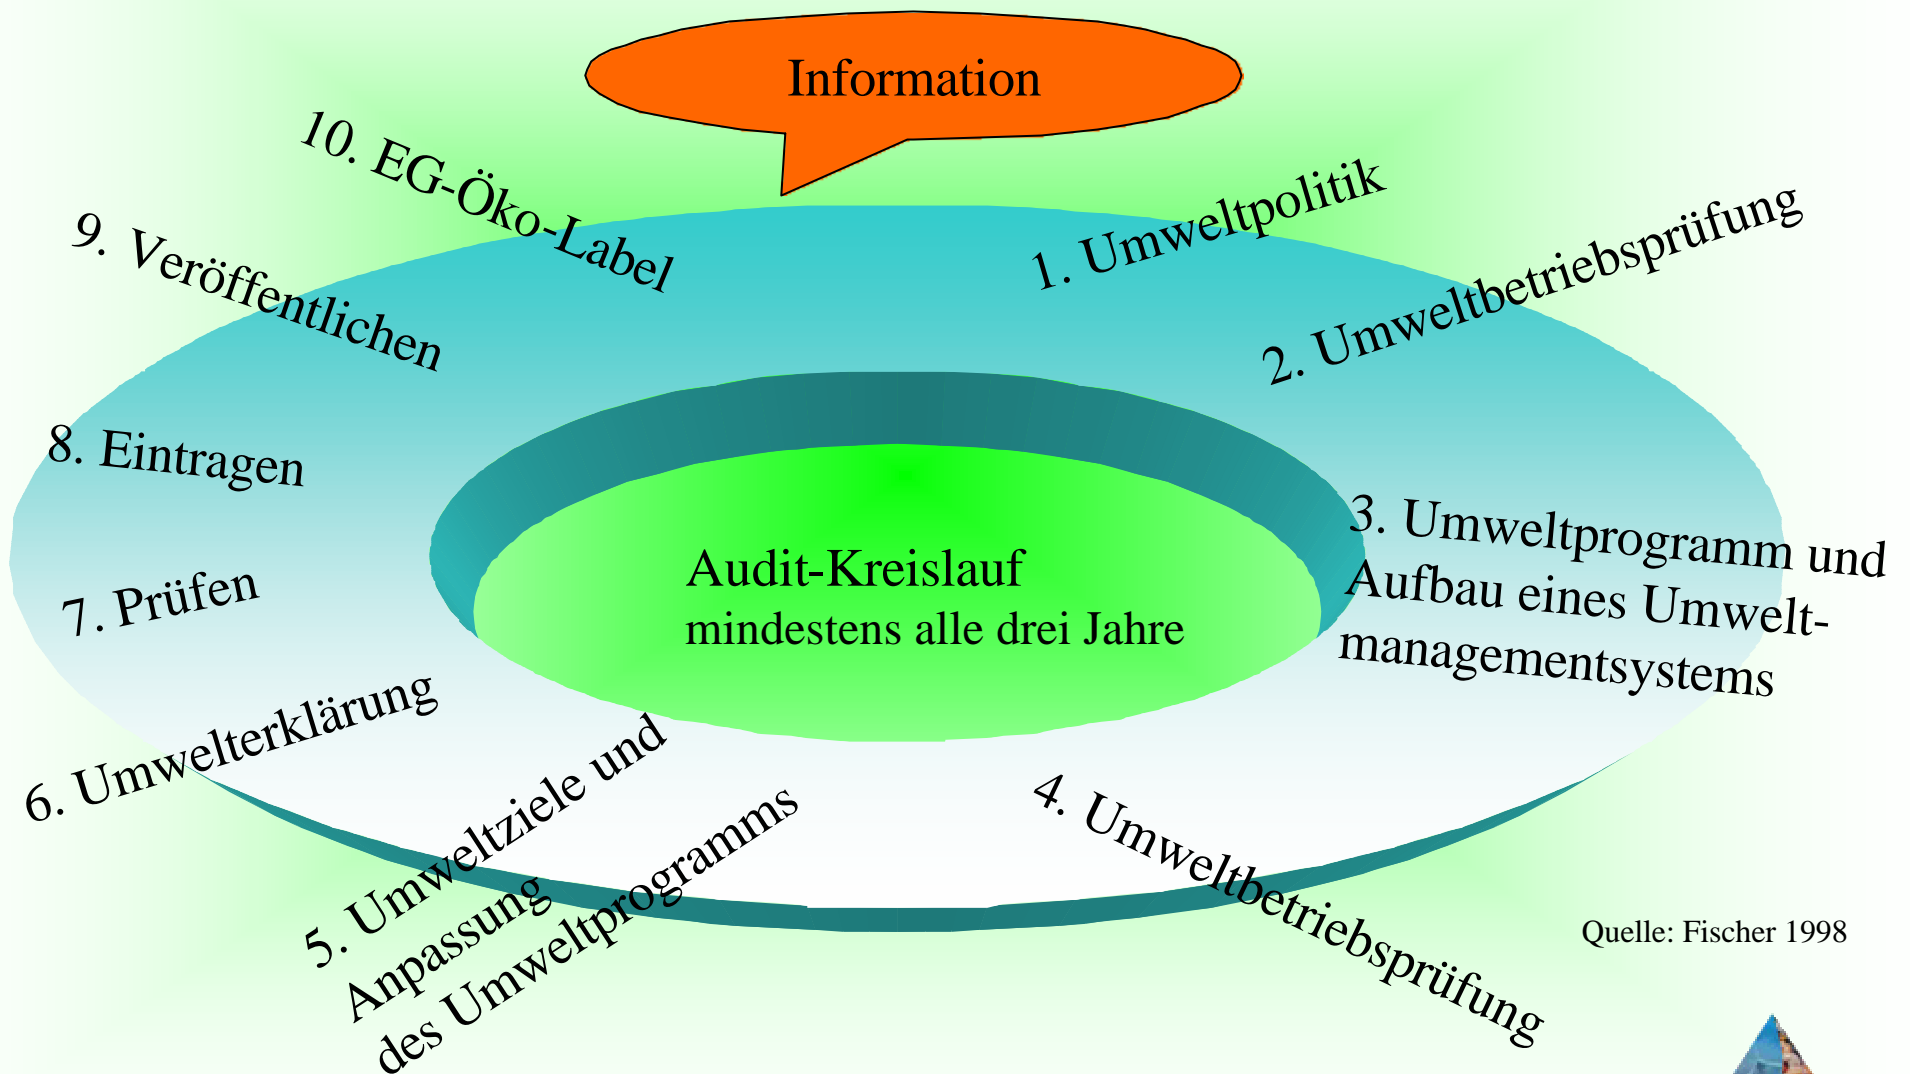 Information
1. Umweltpolitik
2. Umweltbetriebsprüfung
3. Umweltprogramm und
Aufbau eines Umwelt-
managementsystems
4. Umweltbetriebsprüfung
5. Umweltziele und
Anpassung
des Umweltprogramms
6. Umwelterklärung
7. Prüfen
8. Eintragen
9. Veröffentlichen
10. EG-Öko-Label
Audit-Kreislauf
mindestens alle drei Jahre
Quelle: Fischer 1998